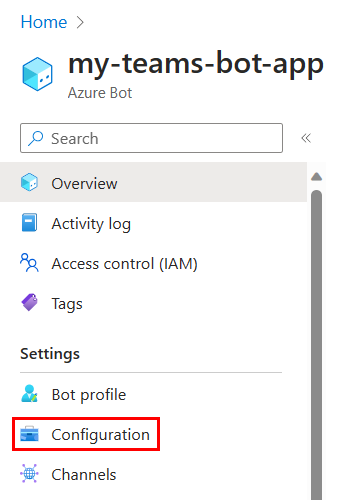 Home >
my-teams-bot-app
Azure Bot
Search
Overview
Activity log
Access control (IAM)
Tags
Settings
Bot profile
Configuration
Channels